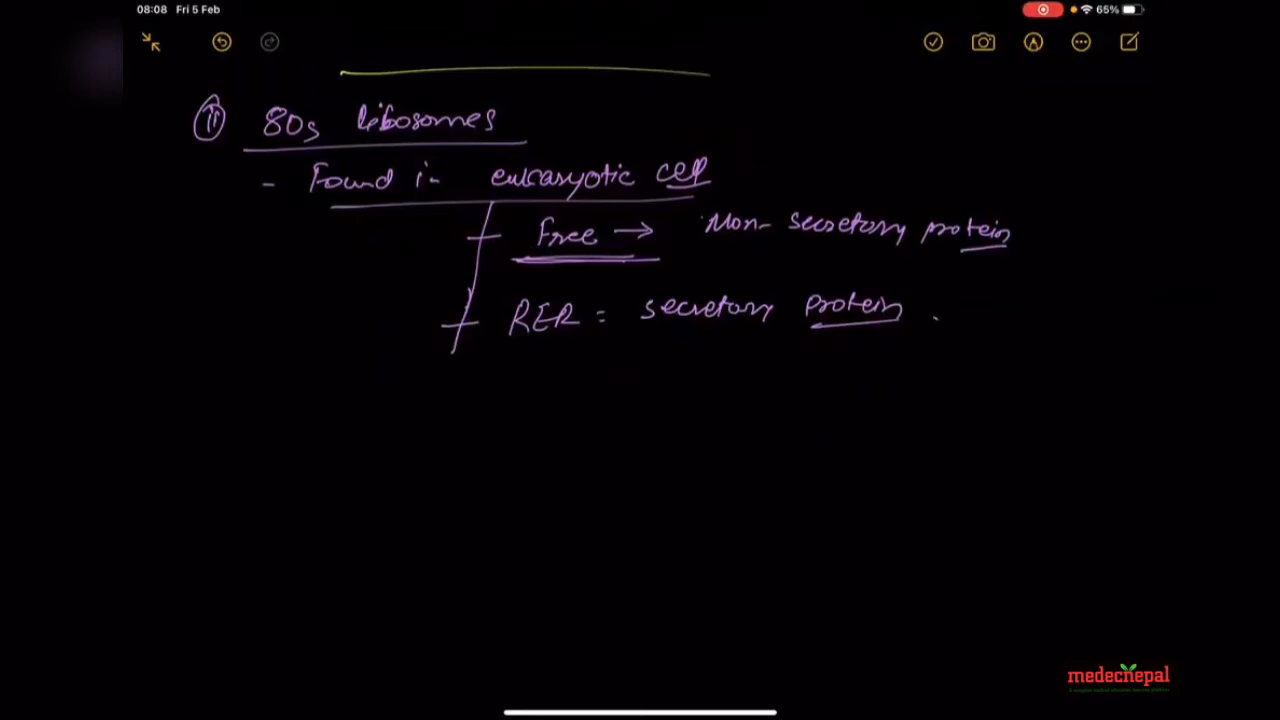 08:08 Fri 5 Feb
65%
II 80s ribosomes
- Found in eucaryotic cell
Free → Non-secretory protein
RER = secretory protein.
medecnepal